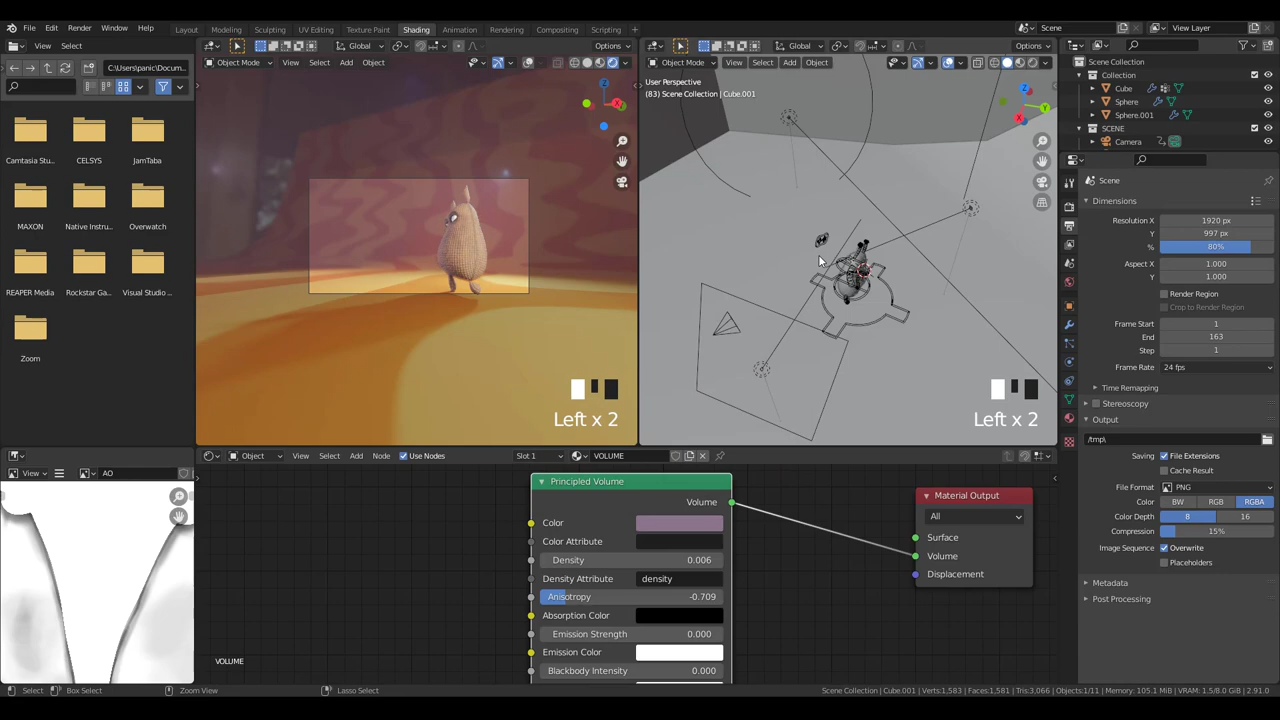 File Edit Render Window Help
Layout Modeling Sculpting UV Editing Texture Paint Shading Animation Rendering Compositing Scripting +
Scene
View Layer
View Select
Global
Options
Global
Options
C:\Users\panic\Docum...
Object Mode View Select Add Object
Object Mode View Select Add Object
User Perspective
(83) Scene Collection | Cube.001
Scene Collection
Collection
Cube
Sphere
Sphere.001
SCENE
Camera
Camtasia Stu...
CELSYS
JamTaba
MAXON
Native Instru...
Overwatch
REAPER Media
Rockstar Ga...
Visual Studio ...
Zoom
Z
X
Z
Y
X
Left x 2
Left x 2
Scene
Dimensions
Resolution X 1920 px
Y 997 px
% 80%
Aspect X 1.000
Y 1.000
Render Region
Crop to Render Region
Frame Start 1
End 163
Step 1
Frame Rate 24 fps
Time Remapping
Stereoscopy
Output
/tmp\
Saving File Extensions
Cache Result
File Format PNG
Color BW RGB RGBA
Color Depth 8 16
Compression 15%
Image Sequence Overwrite
Placeholders
Metadata
Post Processing
View
AO
Object View Select Add Node Use Nodes Slot 1 VOLUME
Principled Volume
Volume
Color
Color Attribute
Density 0.006
Density Attribute density
Anisotropy -0.709
Absorption Color
Emission Strength 0.000
Emission Color
Blackbody Intensity 0.000
Material Output
All
Surface
Volume
Displacement
VOLUME
Select Box Select Zoom View Lasso Select
Scene Collection | Cube.001 | Verts:1,583 | Faces:1,581 | Tris:3,066 | Objects:1/11 | Memory: 105.1 MiB | VRAM: 1.5/8.0 GiB | 2.91.0